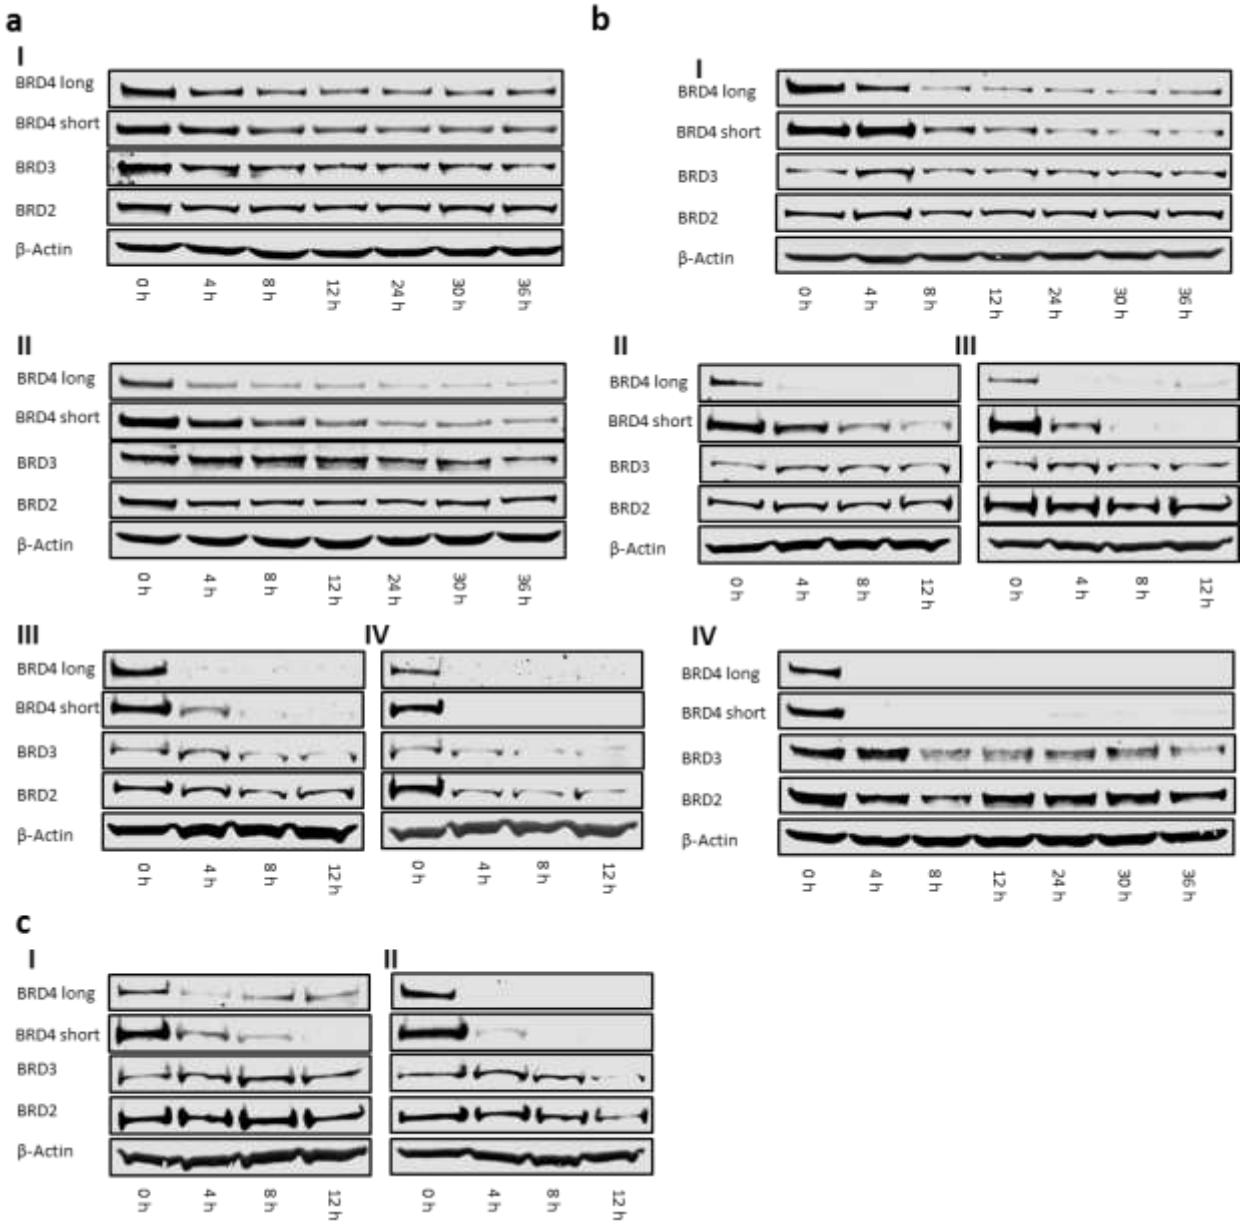 a
I
BRD4 long
BRD4 short
BRD3
BRD2
β-Actin
0 h 4 h 8 h 12 h 24 h 30 h 36 h
II
BRD4 long
BRD4 short
BRD3
BRD2
β-Actin
0 h 4 h 8 h 12 h 24 h 30 h 36 h
III
BRD4 long
BRD4 short
BRD3
BRD2
β-Actin
0 h 4 h 8 h 12 h
IV
0 h 4 h 8 h 12 h
b
I
BRD4 long
BRD4 short
BRD3
BRD2
β-Actin
0 h 4 h 8 h 12 h 24 h 30 h 36 h
II
BRD4 long
BRD4 short
BRD3
BRD2
β-Actin
0 h 4 h 8 h 12 h
III
0 h 4 h 8 h 12 h
IV
BRD4 long
BRD4 short
BRD3
BRD2
β-Actin
0 h 4 h 8 h 12 h 24 h 30 h 36 h
c
I
BRD4 long
BRD4 short
BRD3
BRD2
β-Actin
0 h 4 h 8 h 12 h
II
0 h 4 h 8 h 12 h